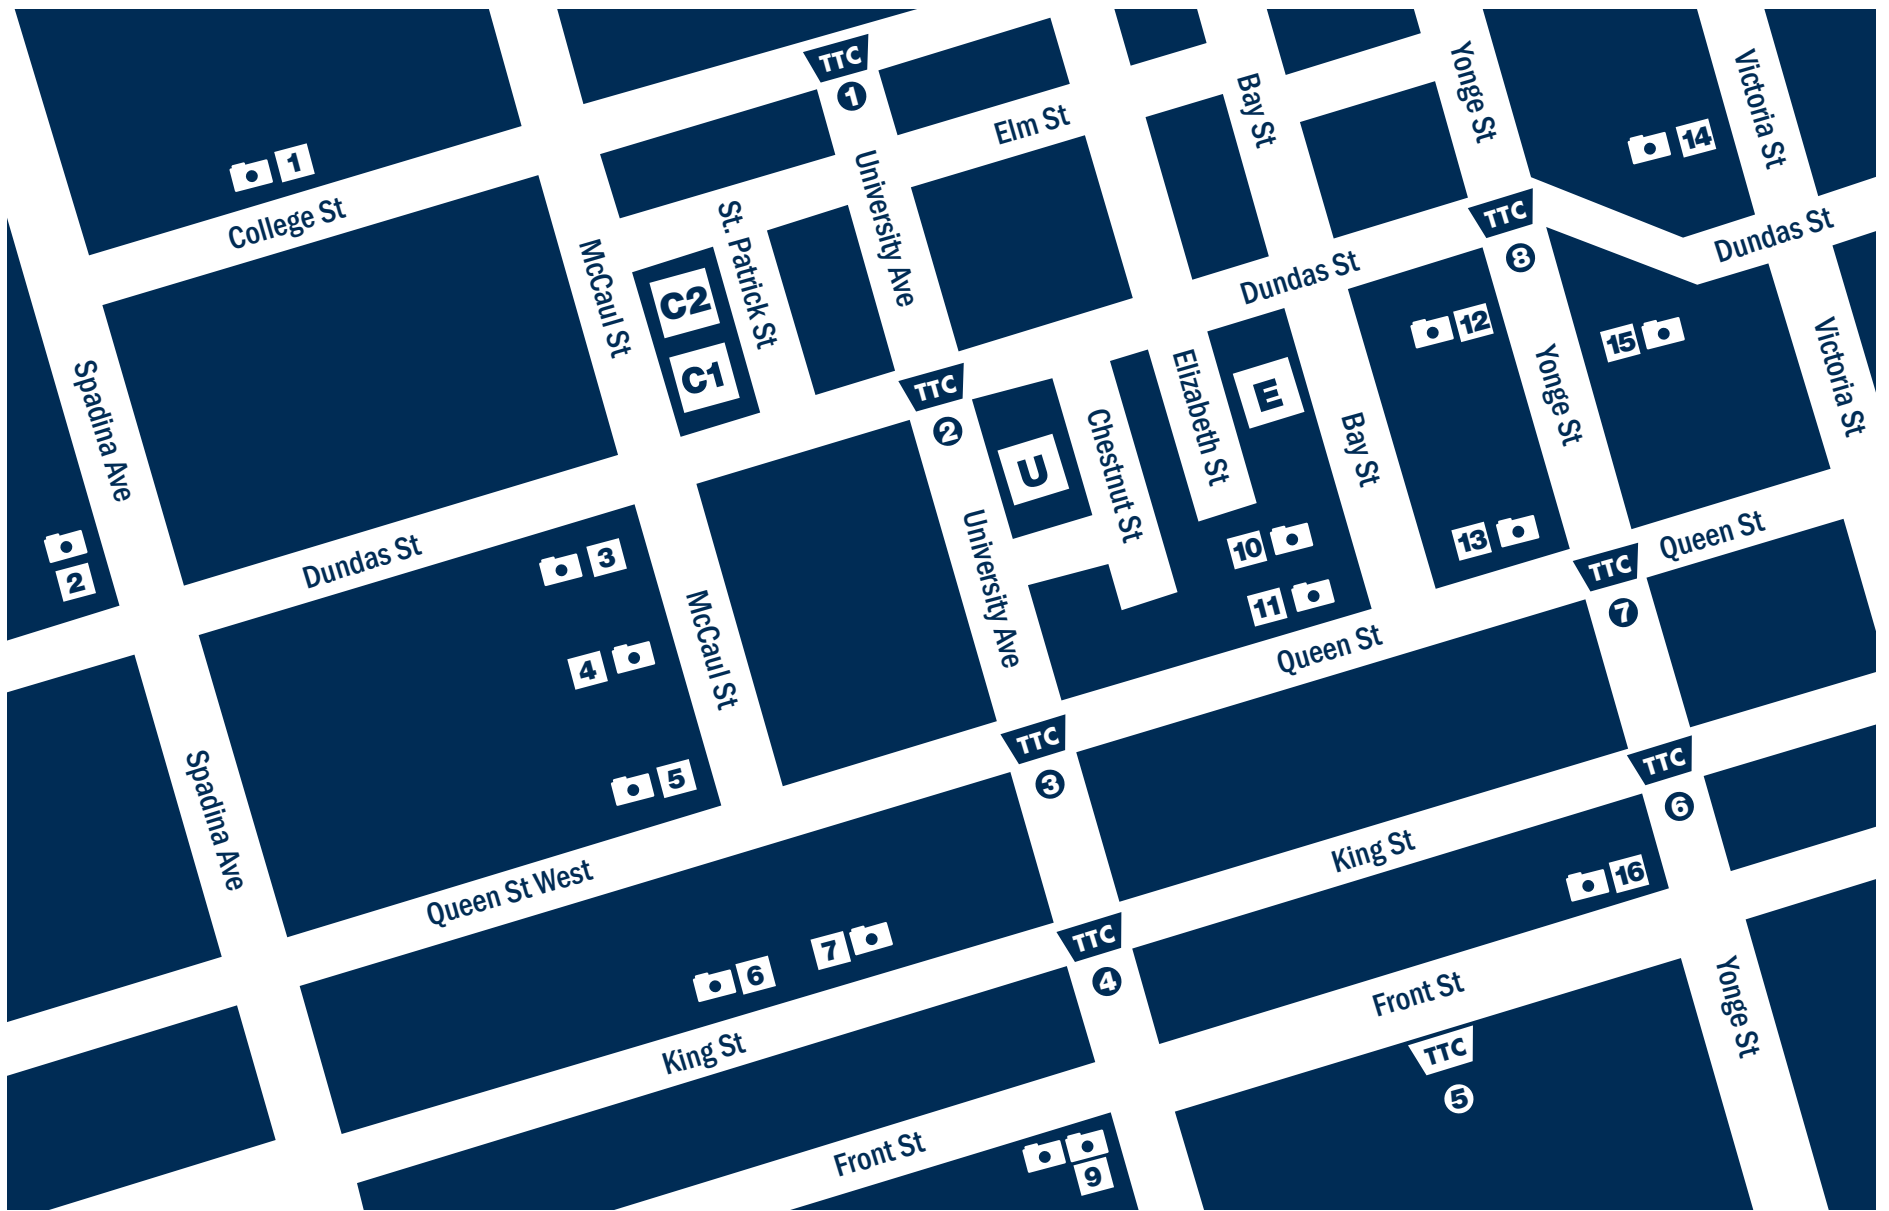 TTC
1
Elm St
Bay St
Yonge St
Victoria St
14
1
College St
University Ave
St. Patrick St
McCaul St
C2
C1
TTC
8
Dundas St
Dundas St
12
15
Victoria St
Spadina Ave
TTC
2
U
Chestnut St
Elizabeth St
E
Bay St
Yonge St
2
Dundas St
3
4
5
McCaul St
University Ave
10
11
13
Queen St
TTC
7
Queen St
Spadina Ave
TTC
3
TTC
6
Queen St West
6
7
King St
16
TTC
4
King St
Front St
Yonge St
TTC
5
Front St
9